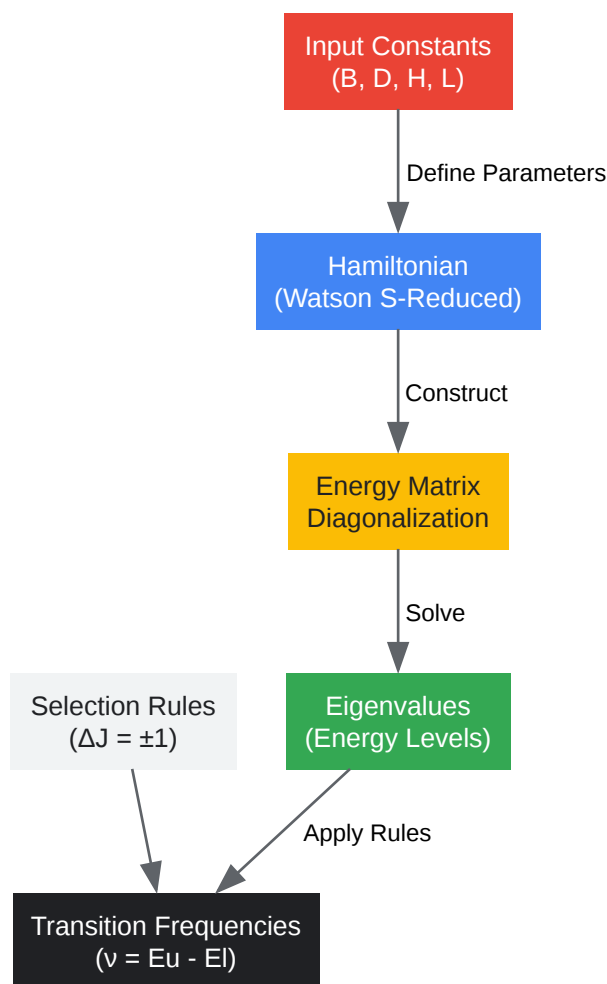 Input Constants
(B, D, H, L)
Define Parameters
Hamiltonian
(Watson S-Reduced)
Construct
Energy Matrix
Diagonalization
Solve
Selection Rules
(ΔJ = ±1)
Eigenvalues
(Energy Levels)
Apply Rules
Transition Frequencies
(ν = Eu - El)